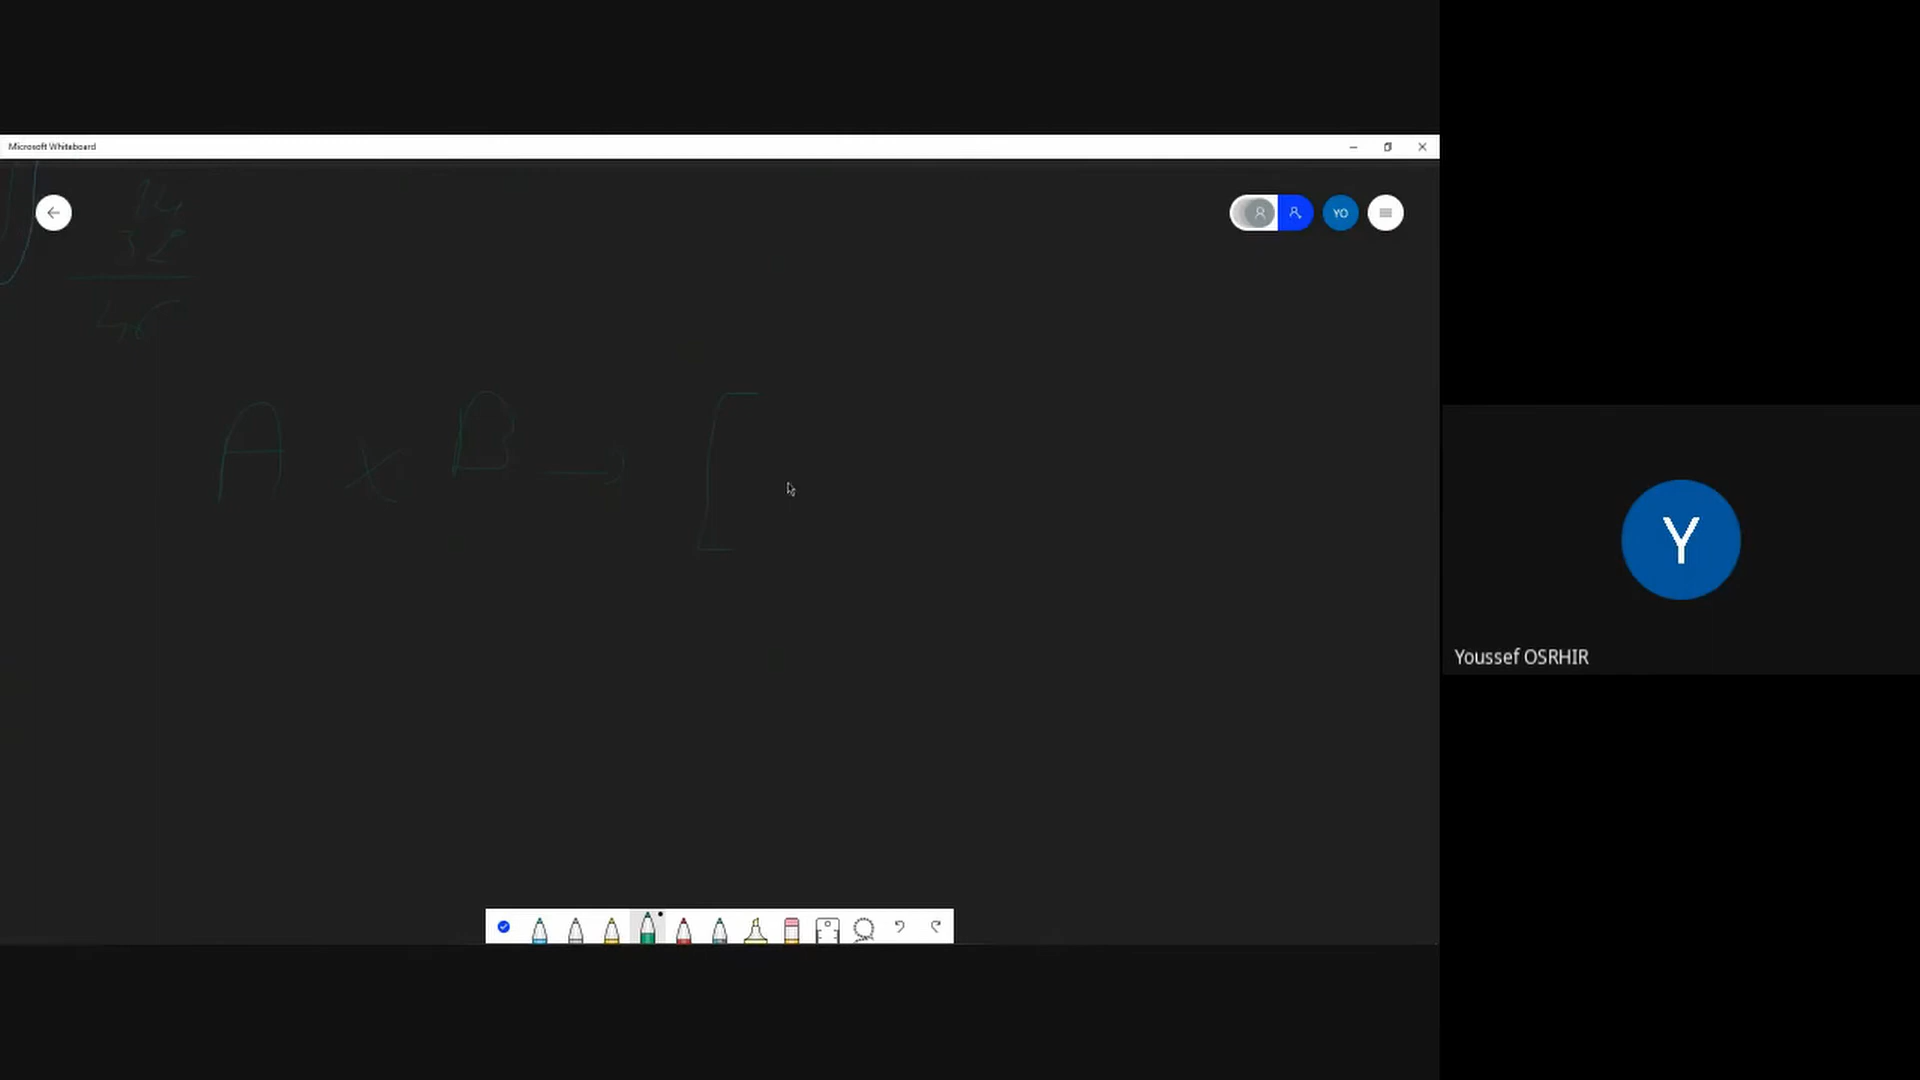 Microsoft Whiteboard
YO
A x B → [
Y
Youssef OSRHIR